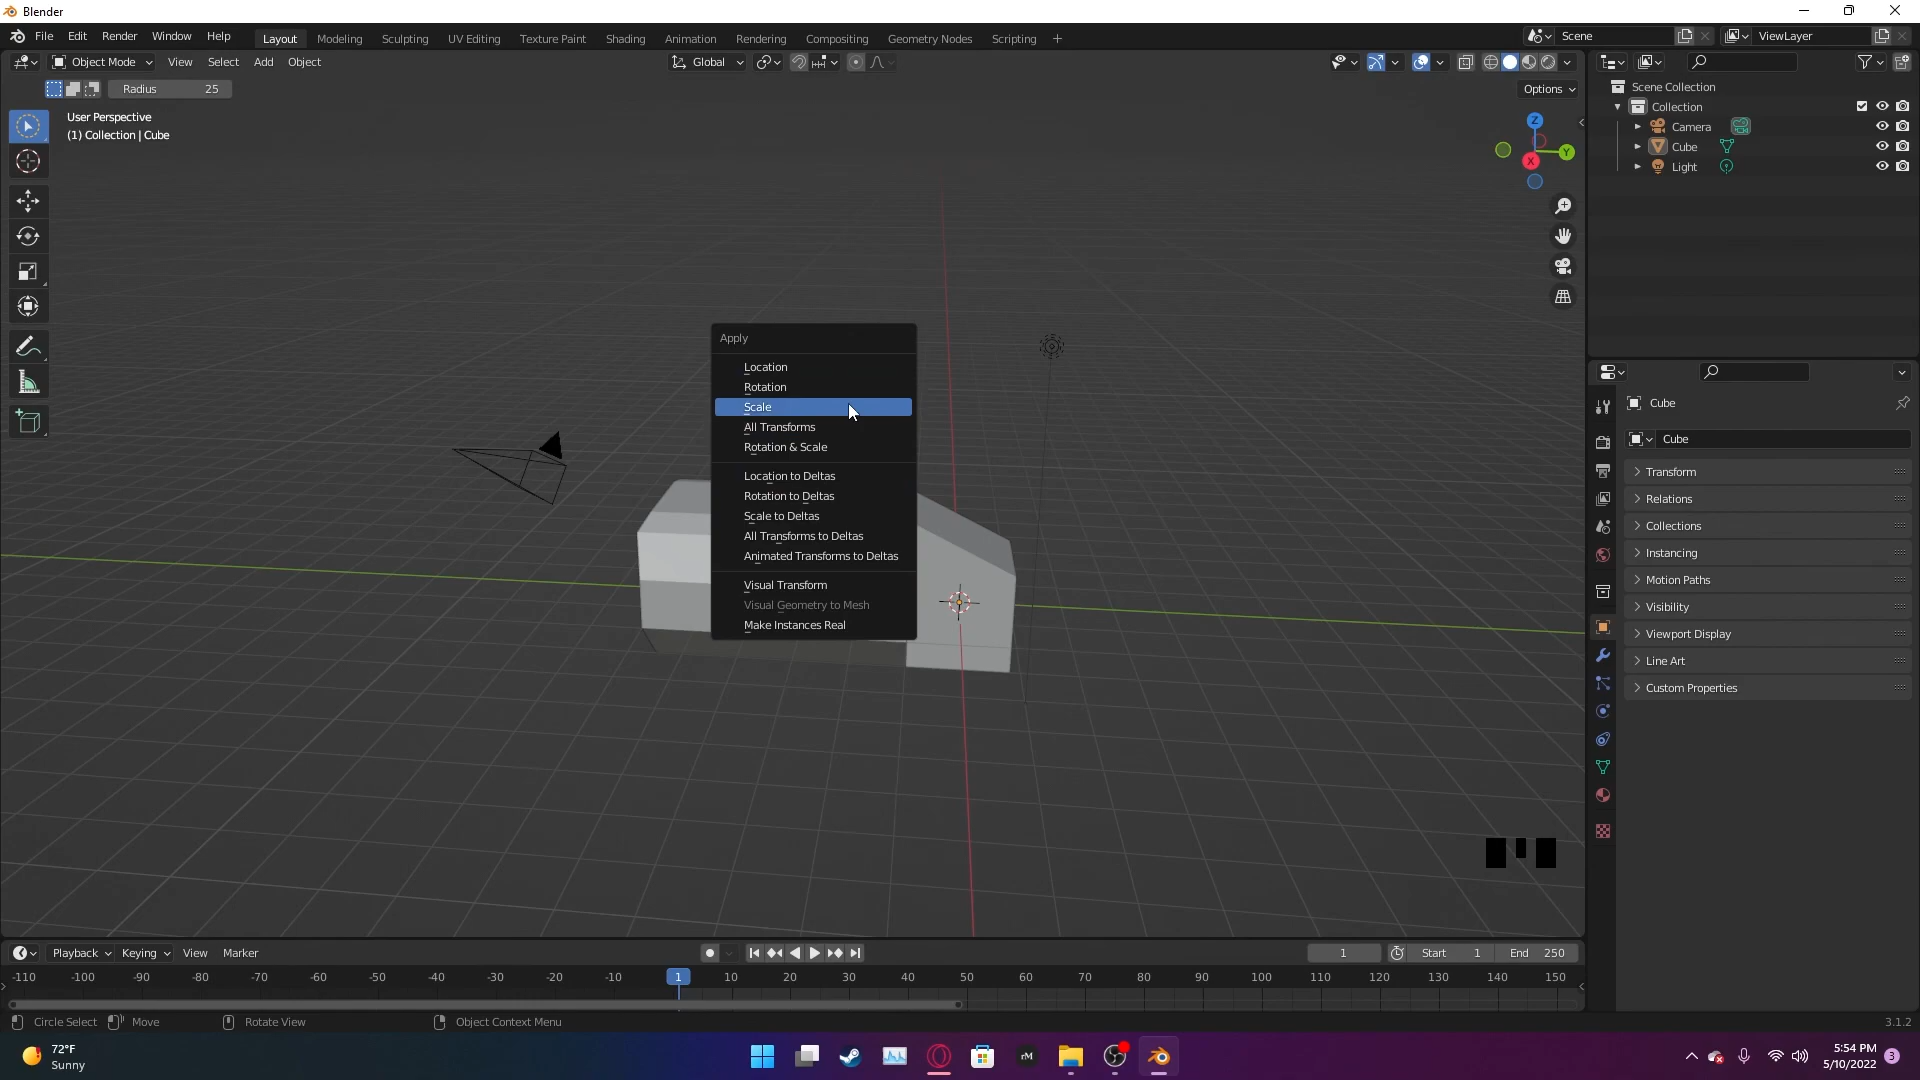 Blender
File Edit Render Window Help Layout Modeling Sculpting UV Editing Texture Paint Shading Animation Rendering Compositing Geometry Nodes Scripting + Scene ViewLayer
Object Mode View Select Add Object Global
Radius 25 Options
User Perspective
(1) Collection | Cube
Z
Y
X
Scene Collection
Collection
Camera
Cube
Light
Apply
Location
Rotation
Scale
All Transforms
Rotation & Scale
Location to Deltas
Rotation to Deltas
Scale to Deltas
All Transforms to Deltas
Animated Transforms to Deltas
Visual Transform
Visual Geometry to Mesh
Make Instances Real
Cube
Cube
Transform
Relations
Collections
Instancing
Motion Paths
Visibility
Viewport Display
Line Art
Custom Properties
Playback Keying View Marker 1 Start 1 End 250
-110 -100 -90 -80 -70 -60 -50 -40 -30 -20 -10 1 10 20 30 40 50 60 70 80 90 100 110 120 130 140 150
Circle Select Move Rotate View Object Context Menu 3.1.2
72°F
Sunny
rM
5:54 PM
5/10/2022
3